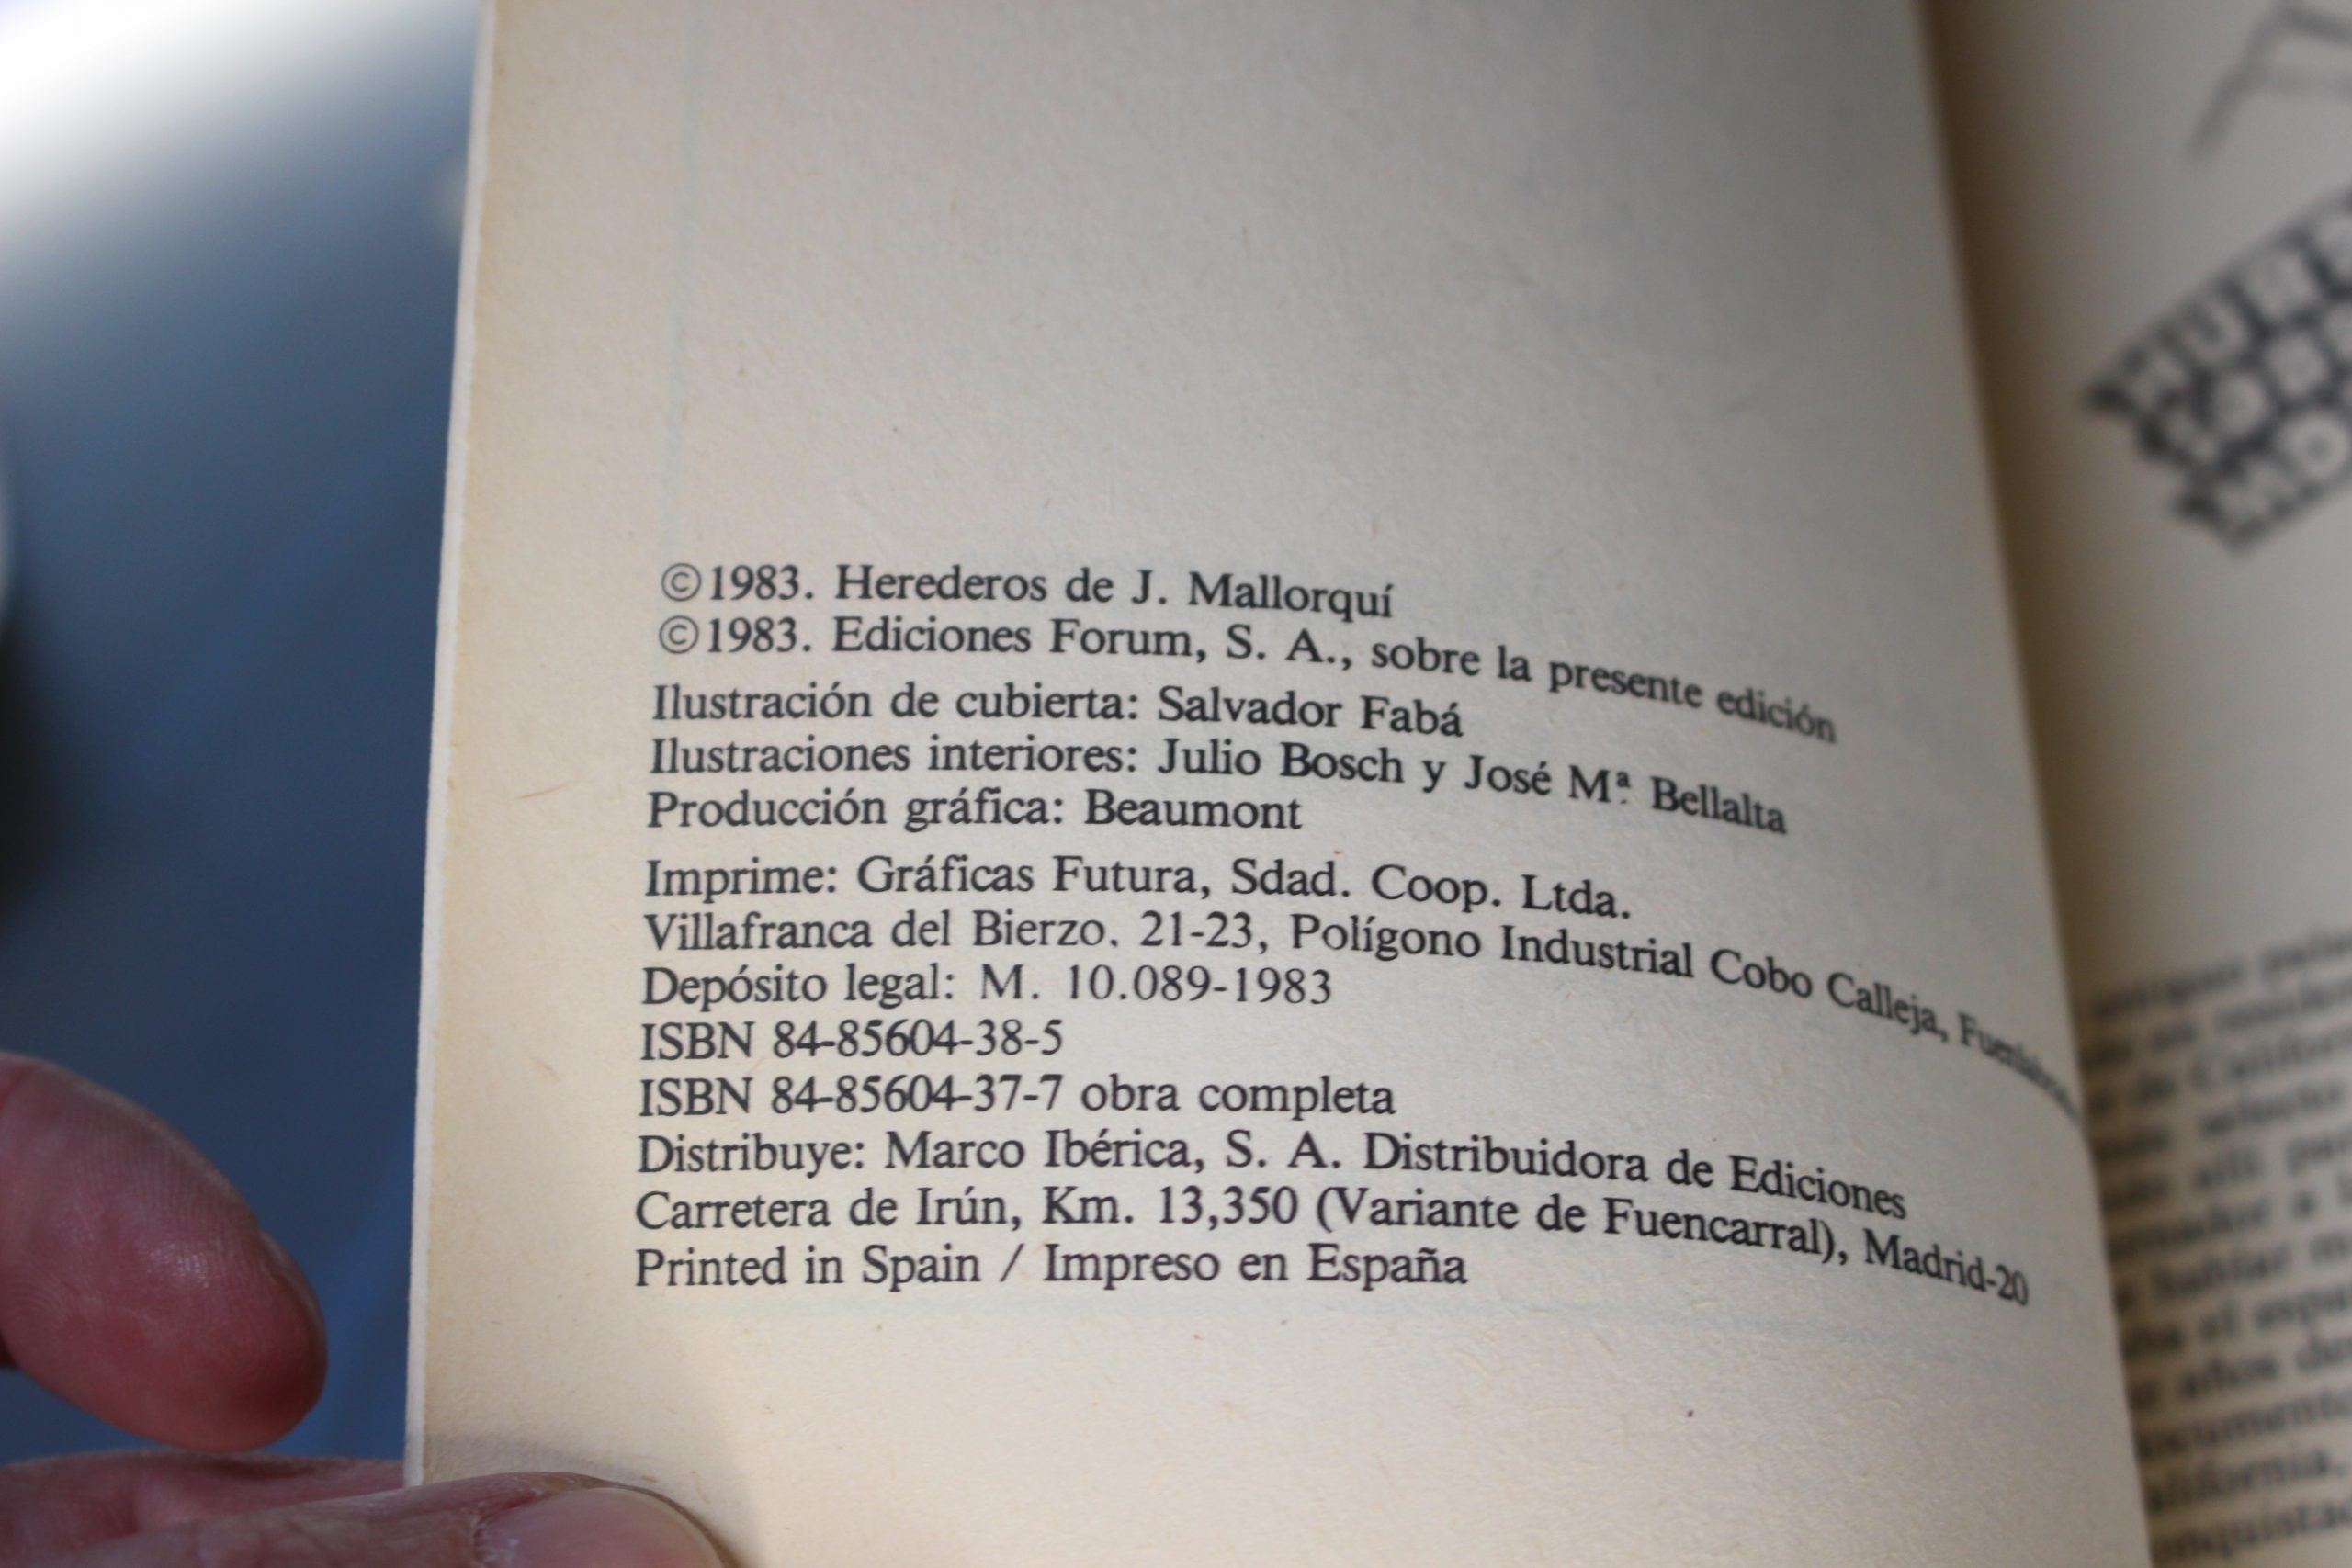 ©1983. Herederos de J. Mallorquí
©1983. Ediciones Forum, S. A., sobre la presente edición
Ilustración de cubierta: Salvador Fabá
Ilustraciones interiores: Julio Bosch y José Mª Bellalta
Producción gráfica: Beaumont
Imprime: Gráficas Futura, Sdad. Coop. Ltda.
Villafranca del Bierzo. 21-23, Polígono Industrial Cobo Calleja,
Depósito legal: M. 10.089-1983
ISBN 84-85604-38-5
ISBN 84-85604-37-7 obra completa
Distribuye: Marco Ibérica, S. A. Distribuidora de Ediciones
Carretera de Irún, Km. 13,350 (Variante de Fuencarral), Madrid-20
Printed in Spain / Impreso en España